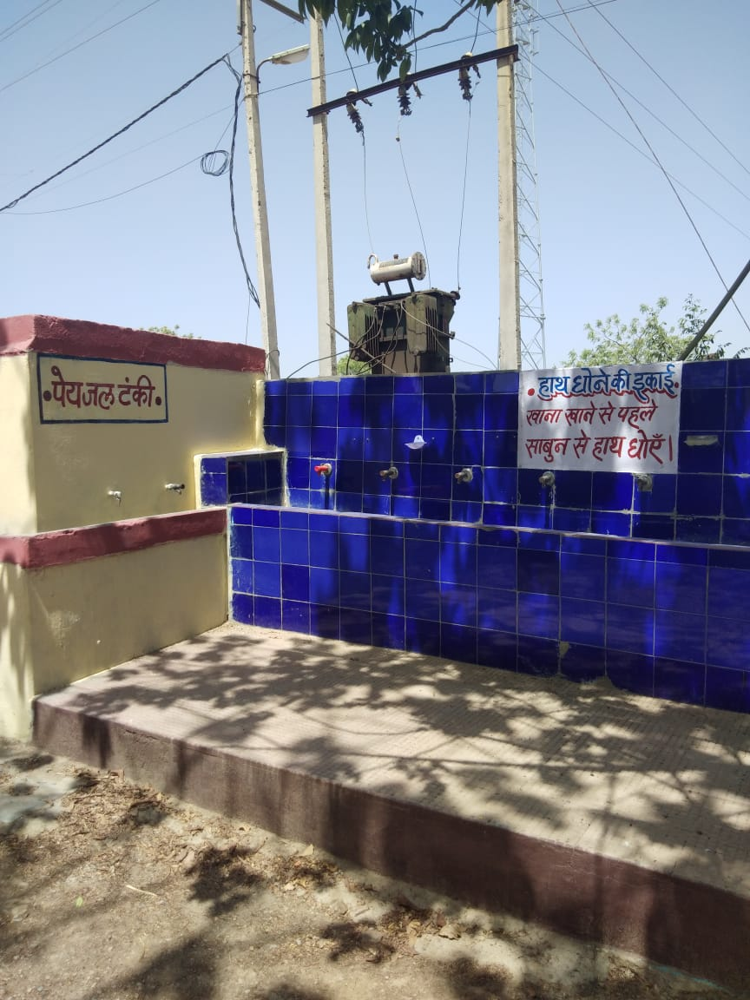 •पेयजल टंकी•
•हाथ धोने की इकाई•
खाना खाने से पहले
साबुन से हाथ धोएँ।